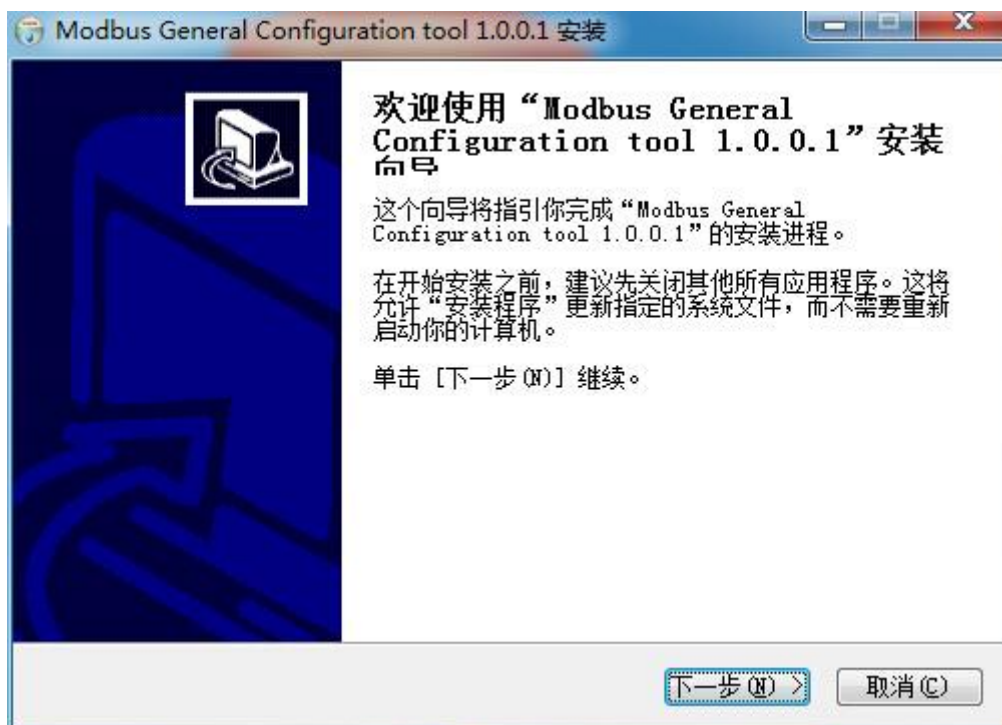 Modbus General Configuration tool 1.0.0.1 安装
欢迎使用“Modbus General
Configuration tool 1.0.0.1”安装
向导
这个向导将指引你完成“Modbus General
Configuration tool 1.0.0.1”的安装进程。
在开始安装之前，建议先关闭其他所有应用程序。这将
允许“安装程序”更新指定的系统文件，而不需要重新
启动你的计算机。
单击 [下一步(N)] 继续。
下一步(N) >
取消(C)